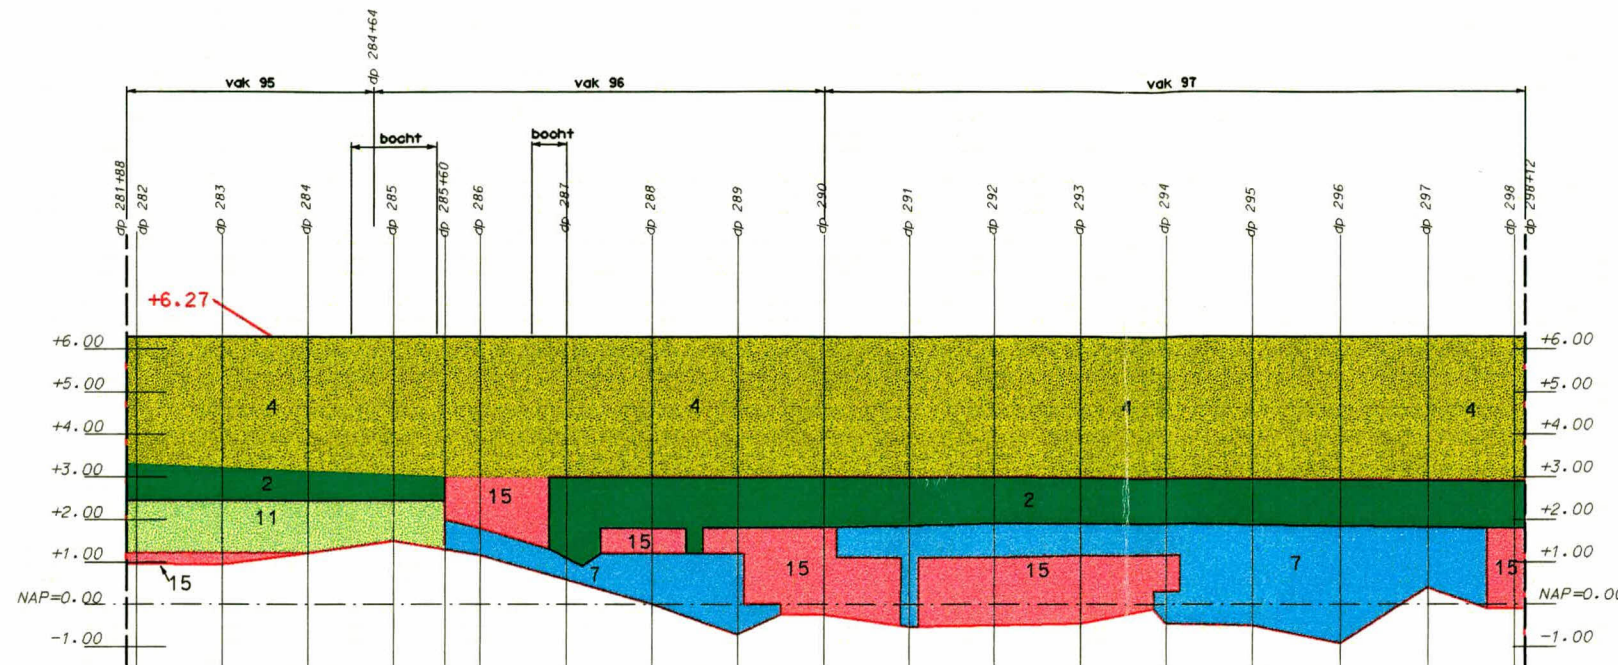 dp 284+64
vak 95
vak 96
vak 97
bocht
bocht
dp 281+88
dp 282
dp 283
dp 284
dp 285
dp 285+60
dp 286
dp 287
dp 288
dp 289
dp 290
dp 291
dp 292
dp 293
dp 294
dp 295
dp 296
dp 297
dp 298
dp 298+12
+6.27
+6.00
+6.00
+5.00
+5.00
4
4
4
4
+4.00
+4.00
+3.00
+3.00
2
15
2
+2.00
+2.00
11
15
+1.00
+1.00
15
7
15
15
7
15
NAP=0.00
NAP=0.00
-1.00
-1.00